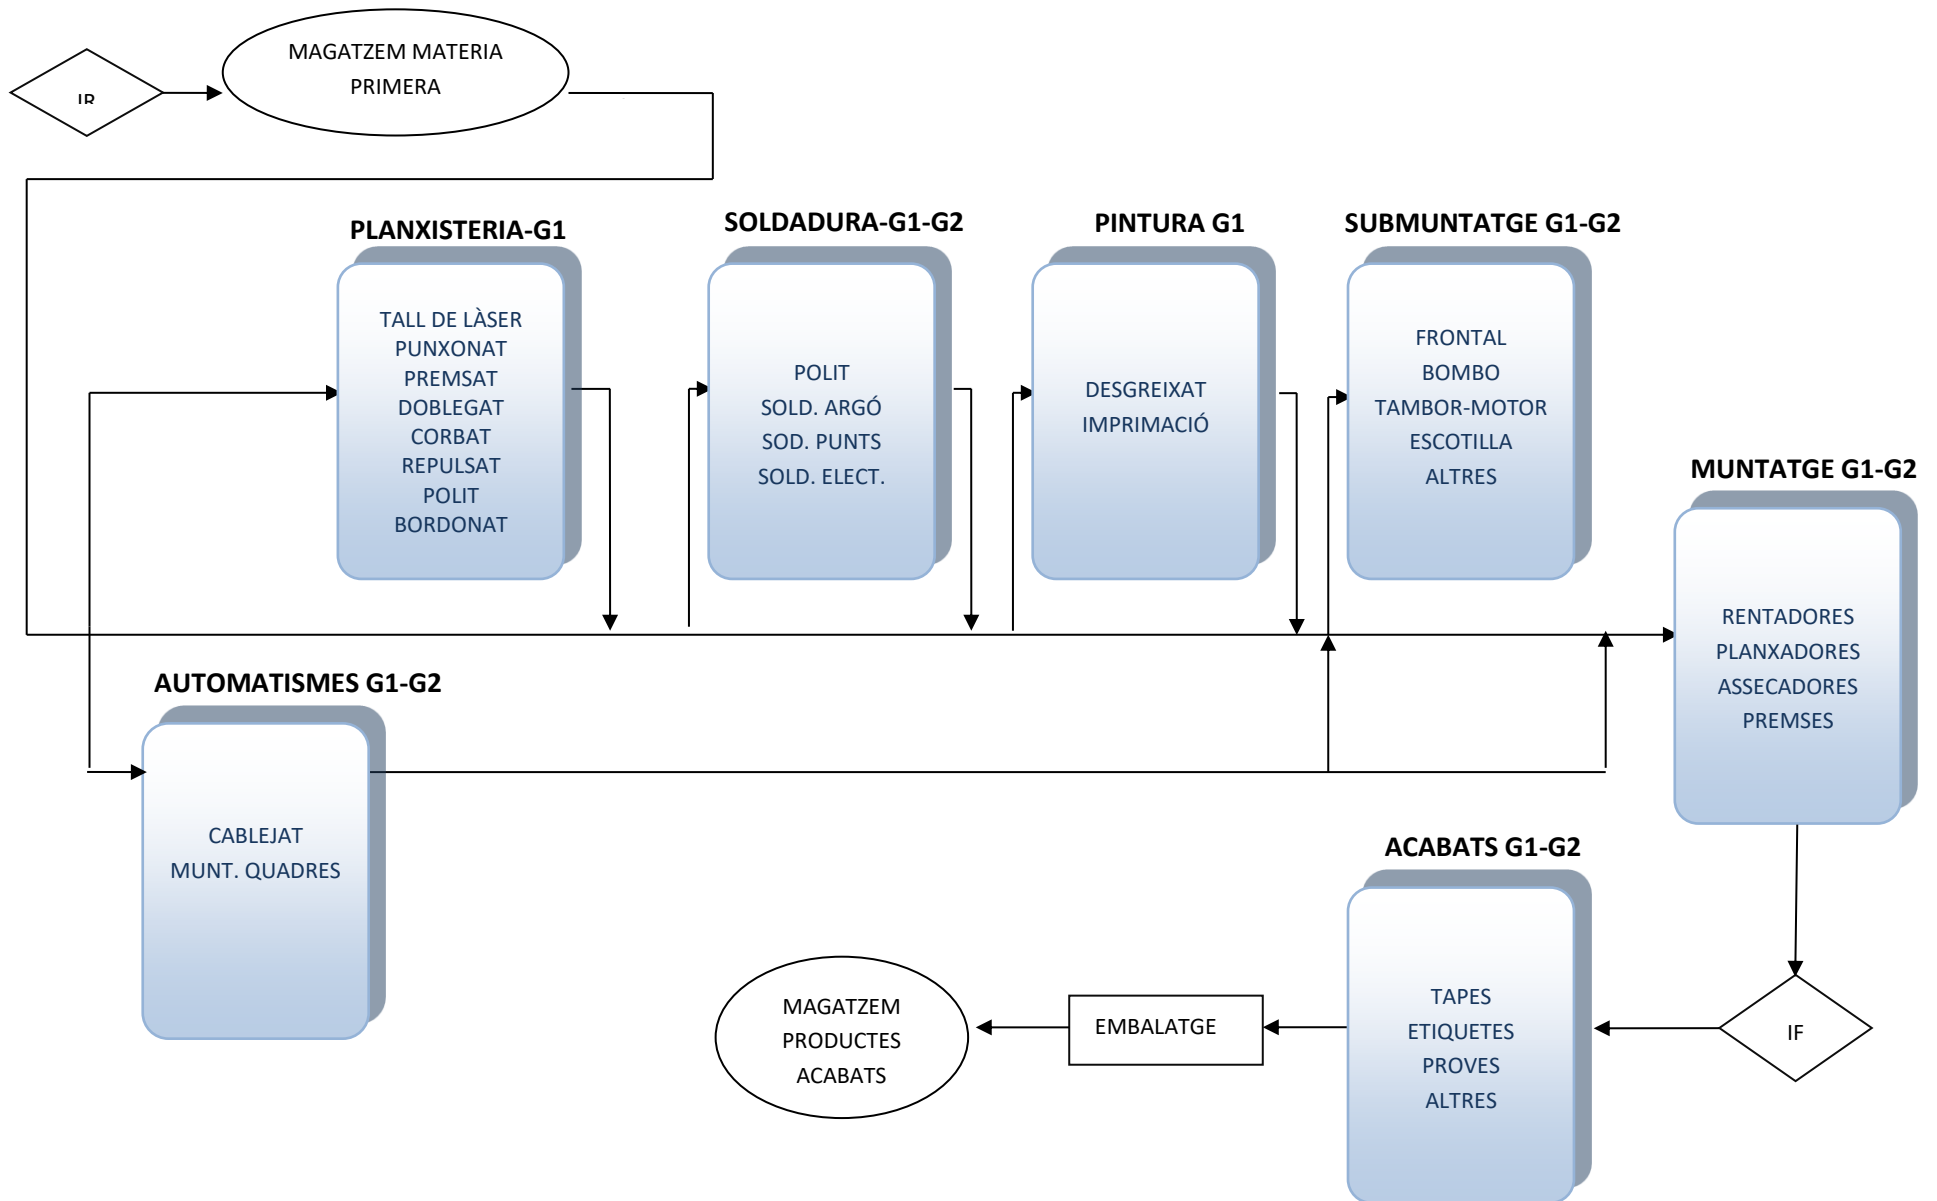 MAGATZEM MATERIA
PRIMERA
IR
PLANXISTERIA-G1
TALL DE LÀSER
PUNXONAT
PREMSAT
DOBLEGAT
CORBAT
REPULSAT
POLIT
BORDONAT
SOLDADURA-G1-G2
POLIT
SOLD. ARGÓ
SOD. PUNTS
SOLD. ELECT.
PINTURA G1
DESGREIXAT
IMPRIMACIÓ
SUBMUNTATGE G1-G2
FRONTAL
BOMBO
TAMBOR-MOTOR
ESCOTILLA
ALTRES
MUNTATGE G1-G2
RENTADORES
PLANXADORES
ASSECADORES
PREMSES
AUTOMATISMES G1-G2
CABLEJAT
MUNT. QUADRES
ACABATS G1-G2
TAPES
ETIQUETES
PROVES
ALTRES
IF
EMBALATGE
MAGATZEM
PRODUCTES
ACABATS